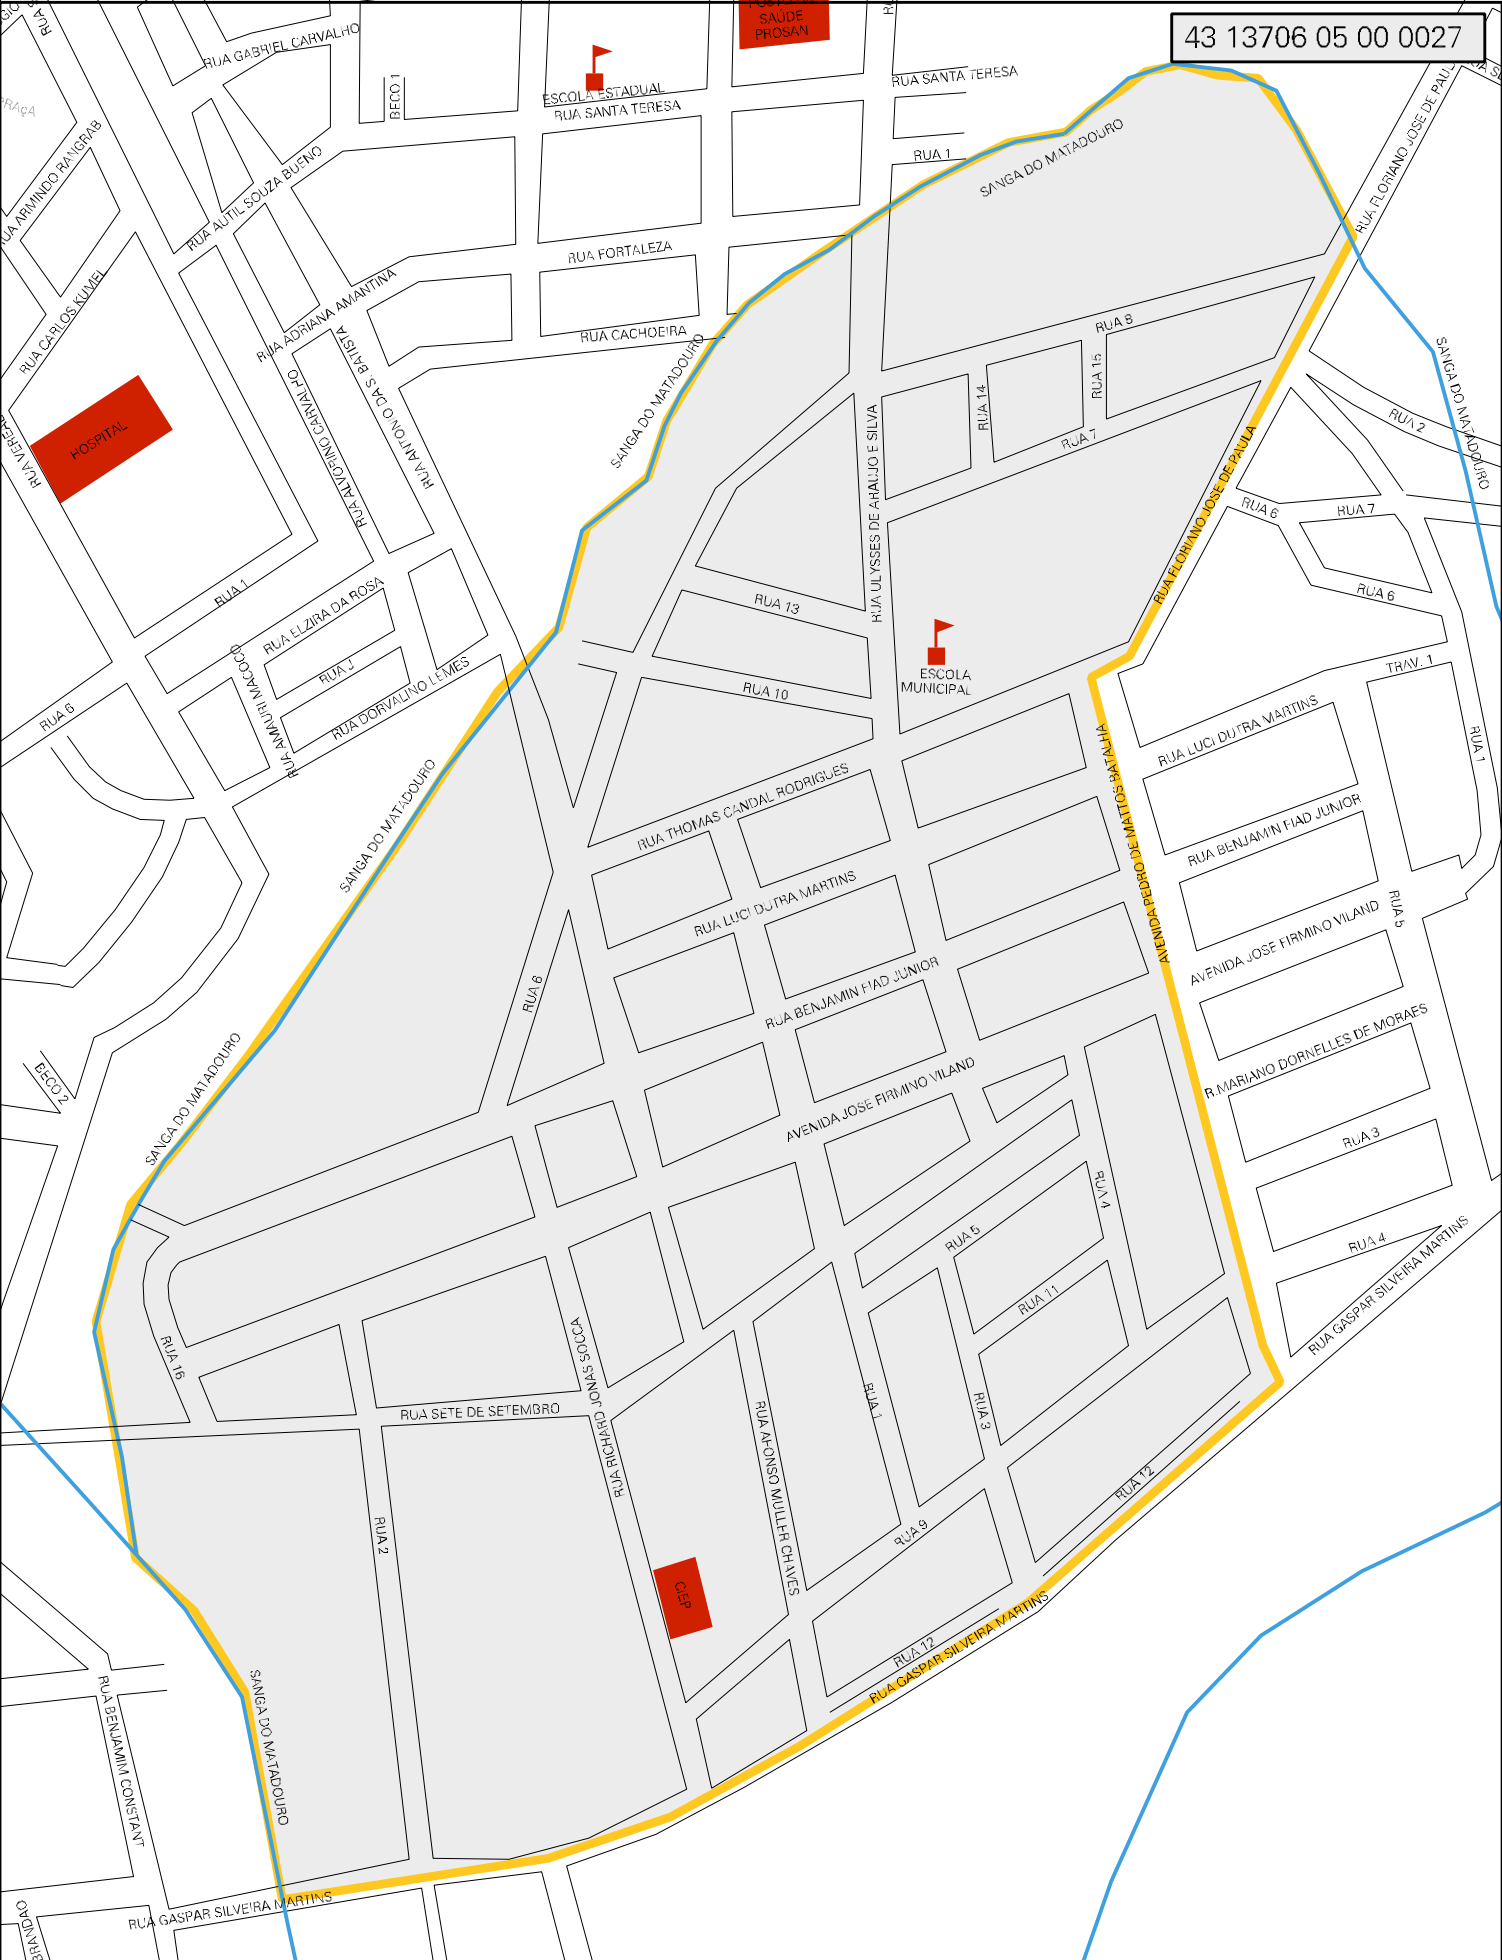 43 13706 05 00 0027
SAÚDE
PROSAN
RUA GABRIEL CARVALHO
BECO 1
ESCOLA ESTADUAL
RUA SANTA TERESA
RUA SANTA TERESA
RUA 1
SANGA DO MATADOURO
RUA FLORIANO JOSE DE PAULA
RUA ARMINDO RANGRAB
RUA AUTIL SOUZA BUENO
RUA FORTALEZA
RUA ADRIANA AMANTINA
RUA CARLOS KUMEL
RUA CACHOEIRA
RUA 8
RUA 15
RUA 14
RUA 7
RUA 2
SANGA DO MATADOURO
SANGA DO MATADOURO
RUA ANTONIO DA S. BATISTA
RUA ALVORINO CARVALHO
HOSPITAL
RUA ULYSSES DE ARAUJO E SILVA
RUA FLORIANO JOSE DE PAULA
RUA 6
RUA 7
RUA 6
RUA 1
RUA ELZIRA DA ROSA
RUA J
RUA DORVALINO LEMES
RUA AMAURI MACOCO
RUA 6
RUA 13
RUA 10
ESCOLA
MUNICIPAL
TRAV. 1
RUA 1
RUA LUCI DUTRA MARTINS
AVENIDA PEDRO DE MATTOS BATALHA
RUA THOMAS CANDAL RODRIGUES
RUA BENJAMIN FIAD JUNIOR
SANGA DO MATADOURO
RUA LUCI DUTRA MARTINS
RUA 5
AVENIDA JOSE FIRMINO VILAND
RUA BENJAMIN FIAD JUNIOR
RUA 6
R.MARIANO DORNELLES DE MORAES
BECO 2
SANGA DO MATADOURO
AVENIDA JOSE FIRMINO VILAND
RUA 3
RUA 4
RUA 5
RUA 4
RUA GASPAR SILVEIRA MARTINS
RUA 11
RUA 16
RUA SETE DE SETEMBRO
RUA RICHARD JONAS SOCCA
RUA AFONSO MULLER CHAVES
RUA 1
RUA 3
RUA 12
RUA 2
RUA 9
CIEP
RUA 12
RUA GASPAR SILVEIRA MARTINS
SANGA DO MATADOURO
RUA BENJAMIM CONSTANT
RUA GASPAR SILVEIRA MARTINS
BRANDAO